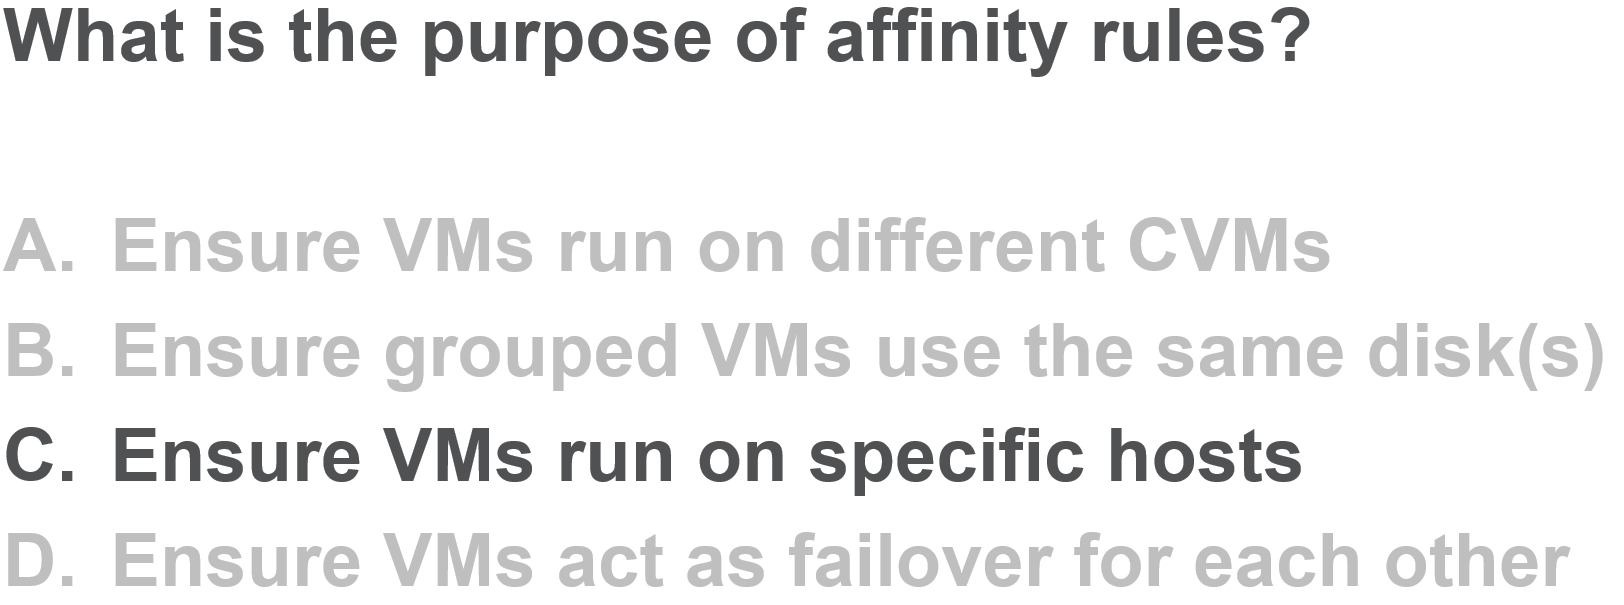 What is the purpose of affinity rules?
A. Ensure VMs run on different CVMs
B. Ensure grouped VMs use the same disk(s)
C. Ensure VMs run on specific hosts
D. Ensure VMs act as failover for each other